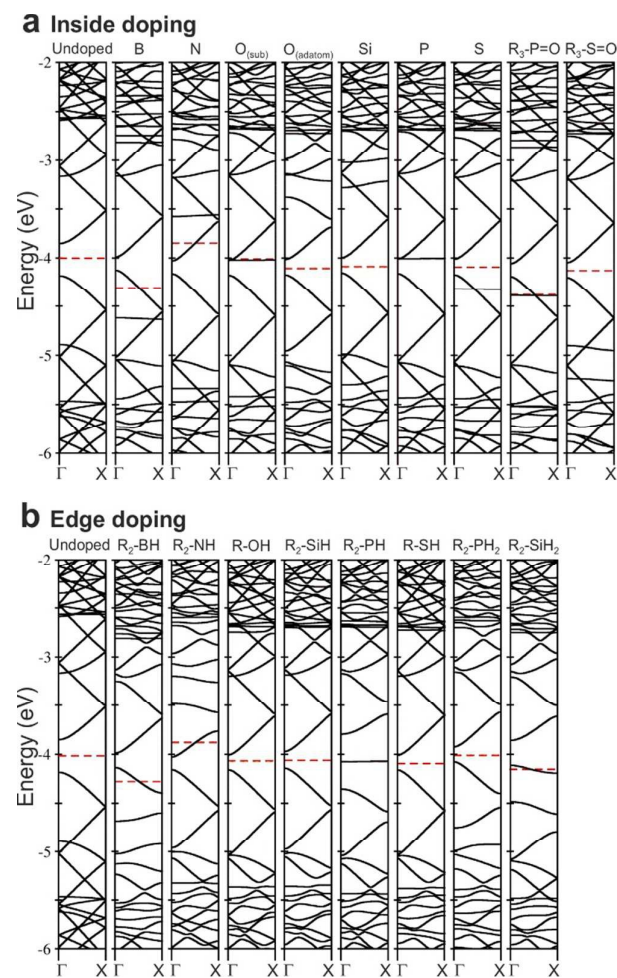 a Inside doping
Undoped B N O(sub) O(adatom) Si P S R3-P=O R3-S=O
-2
-3
-4
-5
-6
Energy (eV)
Γ X Γ X Γ X Γ X Γ X Γ X Γ X Γ X Γ X Γ X
b Edge doping
Undoped R2-BH R2-NH R-OH R2-SiH R2-PH R-SH R2-PH2 R2-SiH2
-2
-3
-4
-5
-6
Energy (eV)
Γ X Γ X Γ X Γ X Γ X Γ X Γ X Γ X Γ X